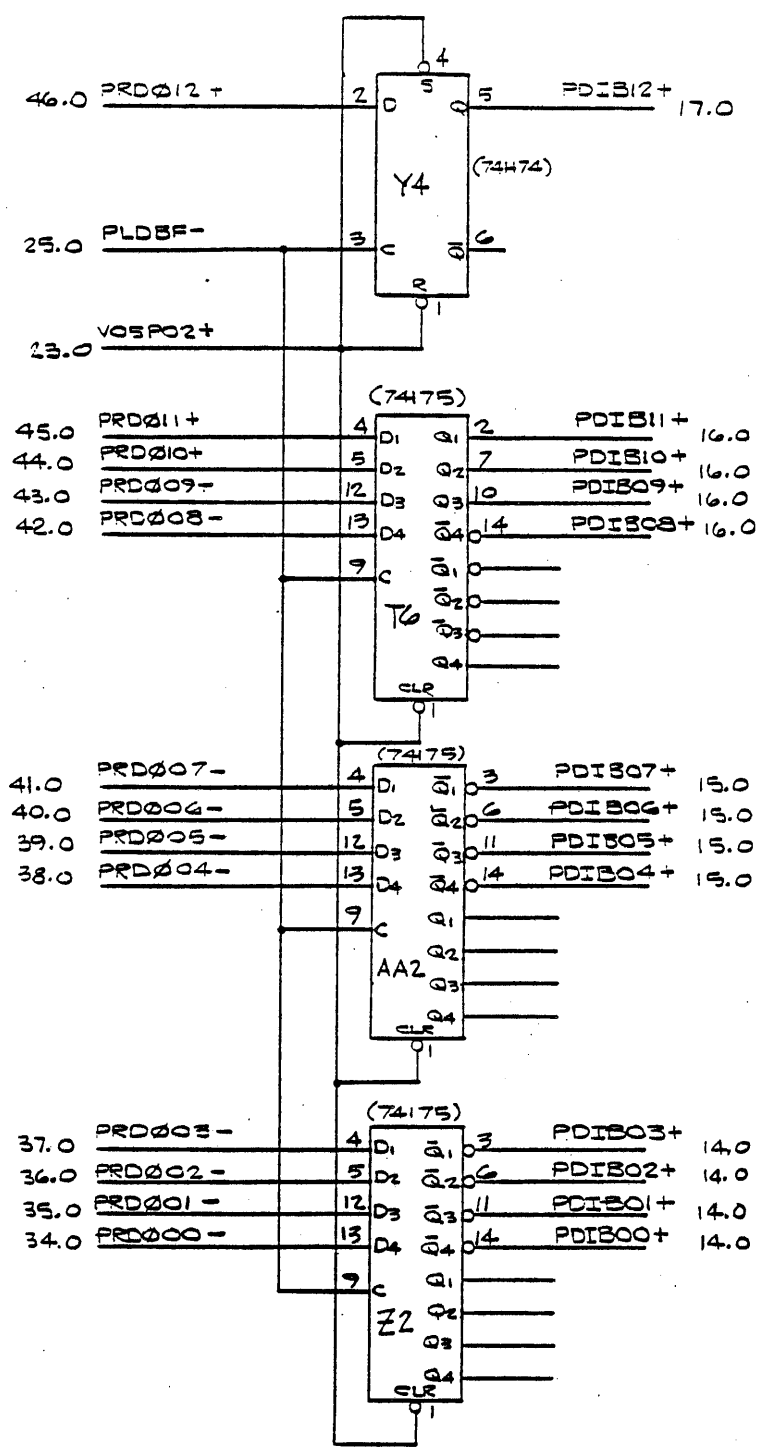 4
S
46.0 PRDØ12+ 2 D Q 5 PDIB12+ 17.0
(74H74)
Y4
25.0 PLDBF- 3 C Q̅ 6
R
1
23.0 V05P02+
(74175)
45.0 PRDØ11+ 4 D1 Q1 2 PDIB11+ 16.0
44.0 PRDØ10+ 5 D2 Q2 7 PDIB10+ 16.0
43.0 PRDØ09- 12 D3 Q3 10 PDIB09+ 16.0
42.0 PRDØ08- 13 D4 Q̅4 14 PDIB08+ 16.0
9 C Q̅1
Q̅2
T6 Q̅3
Q4
CLR
1
(74175)
41.0 PRDØ07- 4 D1 Q̅1 3 PDIB07+ 15.0
40.0 PRDØ06- 5 D2 Q̅2 6 PDIB06+ 15.0
39.0 PRDØ05- 12 D3 Q̅3 11 PDIB05+ 15.0
38.0 PRDØ04- 13 D4 Q̅4 14 PDIB04+ 15.0
9 C Q1
Q2
AA2 Q3
Q4
CLR
1
(74175)
37.0 PRDØ03- 4 D1 Q̅1 3 PDIB03+ 14.0
36.0 PRDØ02- 5 D2 Q̅2 6 PDIB02+ 14.0
35.0 PRDØ01- 12 D3 Q̅3 11 PDIB01+ 14.0
34.0 PRDØ00- 13 D4 Q̅4 14 PDIB00+ 14.0
9 C Q1
Z2 Q2
Q3
Q4
CLR
1